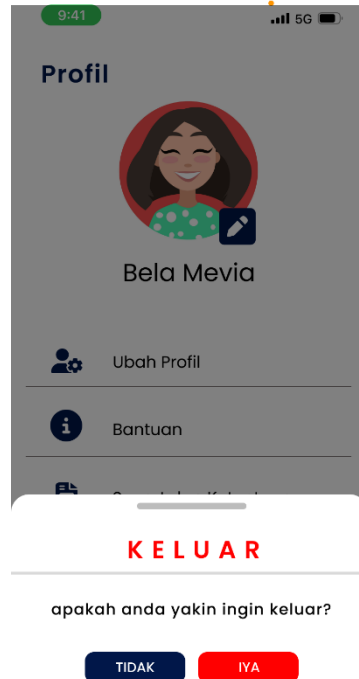 9:41
5G
Profil
Bela Mevia
Ubah Profil
Bantuan
KELUAR
apakah anda yakin ingin keluar?
TIDAK
IYA